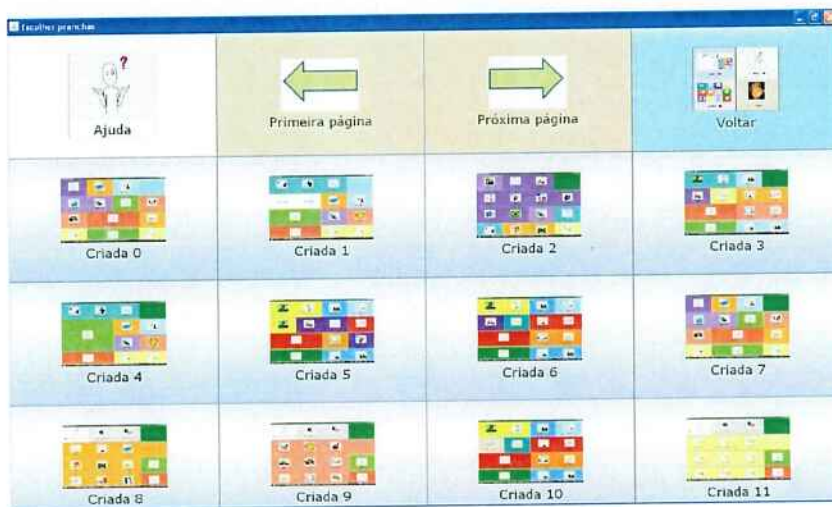 Escolher pranchas
Ajuda
Primeira página
Próxima página
Voltar
Criada 0
Criada 1
Criada 2
Criada 3
Criada 4
Criada 5
Criada 6
Criada 7
Criada 8
Criada 9
Criada 10
Criada 11